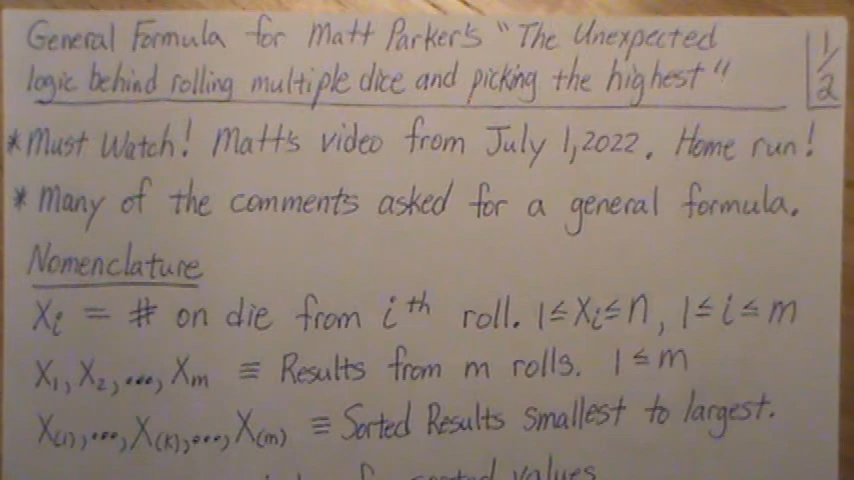 General Formula for Matt Parker's "The Unexpected
logic behind rolling multiple dice and picking the highest"
1/2
*Must Watch! Matt's video from July 1, 2022. Home run!
*Many of the comments asked for a general formula.
Nomenclature
Xi = # on die from ith roll. 1≤Xi≤n, 1≤i≤m
X1, X2, ..., Xm ≡ Results from m rolls. 1≤m
X(1), ..., X(k), ..., X(m) ≡ Sorted Results smallest to largest.
sorted values